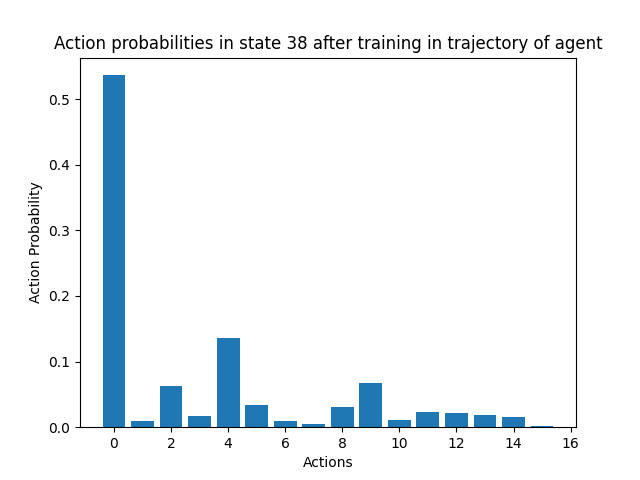 Action probabilities in state 38 after training in trajectory of agent
0.5
0.4
0.3
0.2
0.1
0.0
Action Probability
0 2 4 6 8 10 12 14 16
Actions